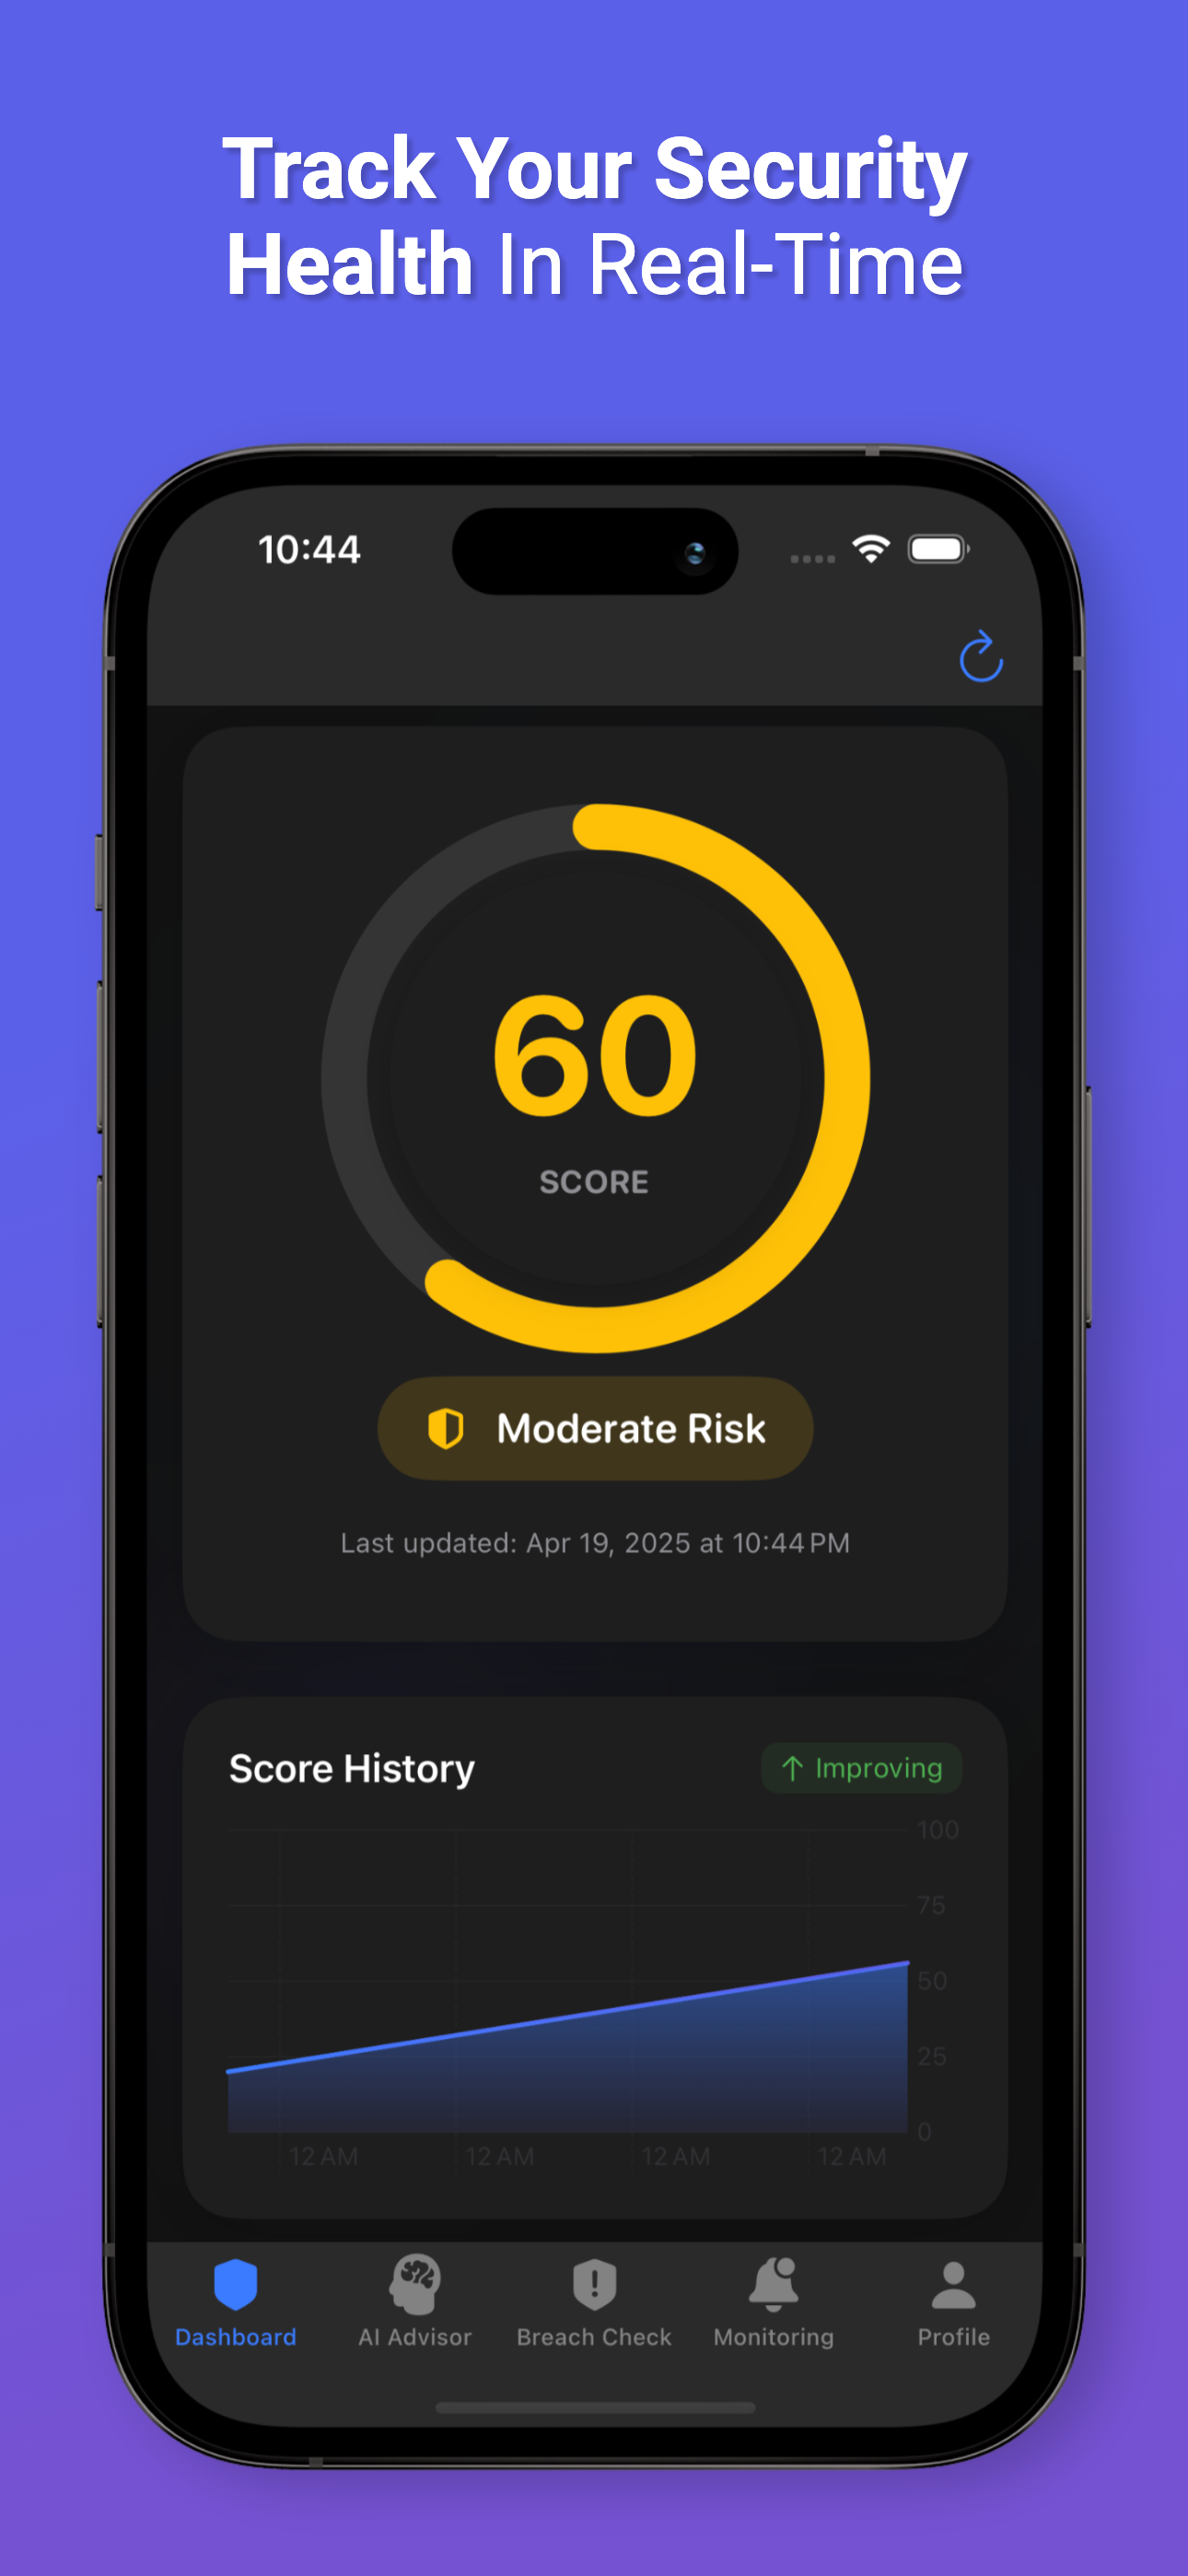 Track Your Security
Health In Real-Time
10:44
60
SCORE
Moderate Risk
Last updated: Apr 19, 2025 at 10:44 PM
Score History
↑ Improving
100
75
50
25
0
12 AM 12 AM 12 AM 12 AM
Dashboard AI Advisor Breach Check Monitoring Profile